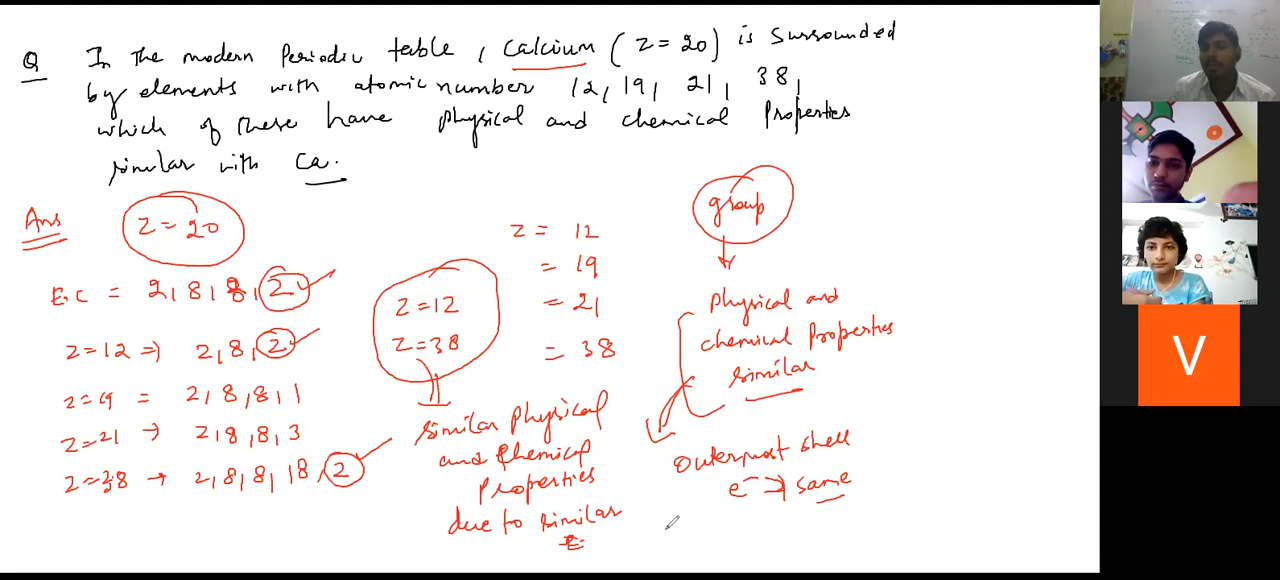 Q In the modern Periodic table, Calcium (Z = 20) is surrounded
by elements with atomic number 12, 19, 21, 38,
which of these have physical and chemical Properties
similar with Ca.
Ans
Z = 20
E.C = 2, 8, 8, 2
Z = 12 ⇒ 2, 8, 2
Z = 19 = 2, 8, 8, 1
Z = 21 → 2, 8, 8, 3
Z = 38 → 2, 8, 8, 18, 2
Z = 12
Z = 38
similar physical
and chemical
Properties
due to similar
Z = 12
= 19
= 21
= 38
group
physical and
chemical Properties
similar
Outermost shell
e⁻ → same
V